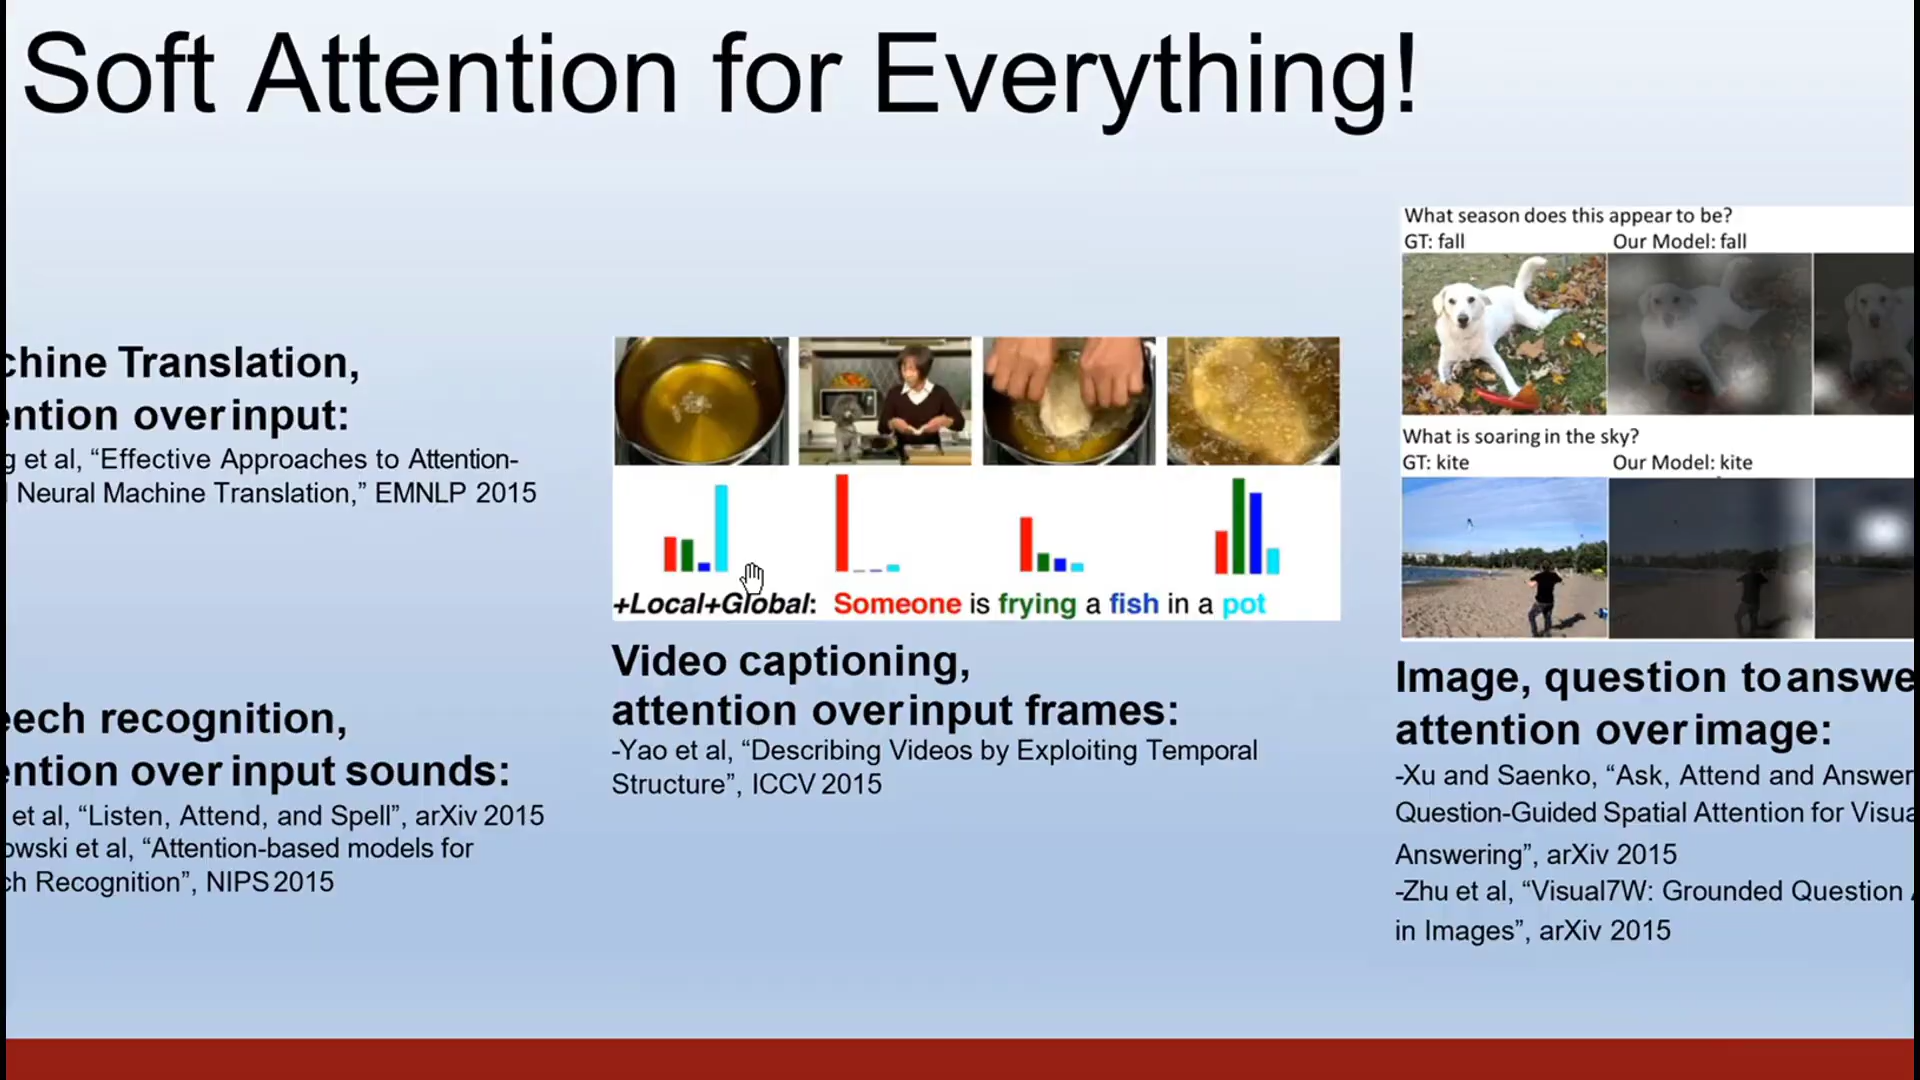 Soft Attention for Everything!
chine Translation,
ention over input:
g et al, “Effective Approaches to Attention-
Neural Machine Translation,” EMNLP 2015
eech recognition,
ention over input sounds:
et al, “Listen, Attend, and Spell”, arXiv 2015
owski et al, “Attention-based models for
ch Recognition”, NIPS 2015
+Local+Global: Someone is frying a fish in a pot
Video captioning,
attention over input frames:
-Yao et al, “Describing Videos by Exploiting Temporal
Structure”, ICCV 2015
What season does this appear to be?
GT: fall Our Model: fall
What is soaring in the sky?
GT: kite Our Model: kite
Image, question to answe
attention over image:
-Xu and Saenko, “Ask, Attend and Answer
Question-Guided Spatial Attention for Visua
Answering”, arXiv 2015
-Zhu et al, “Visual7W: Grounded Question
in Images”, arXiv 2015